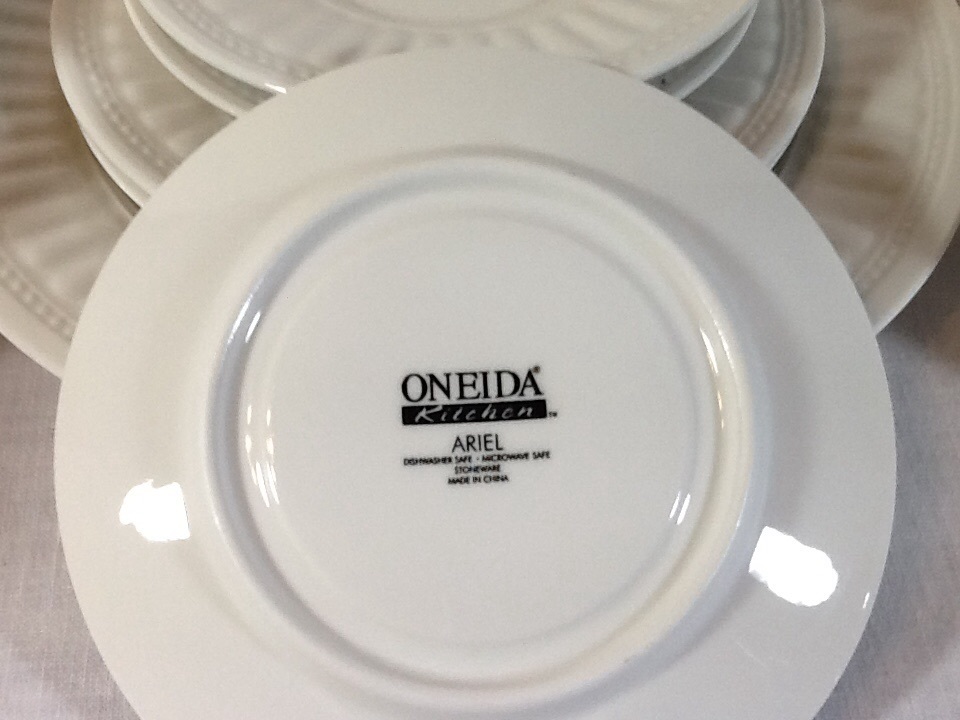 ONEIDA®
Kitchen™
ARIEL
DISHWASHER SAFE · MICROWAVE SAFE
STONEWARE
MADE IN CHINA